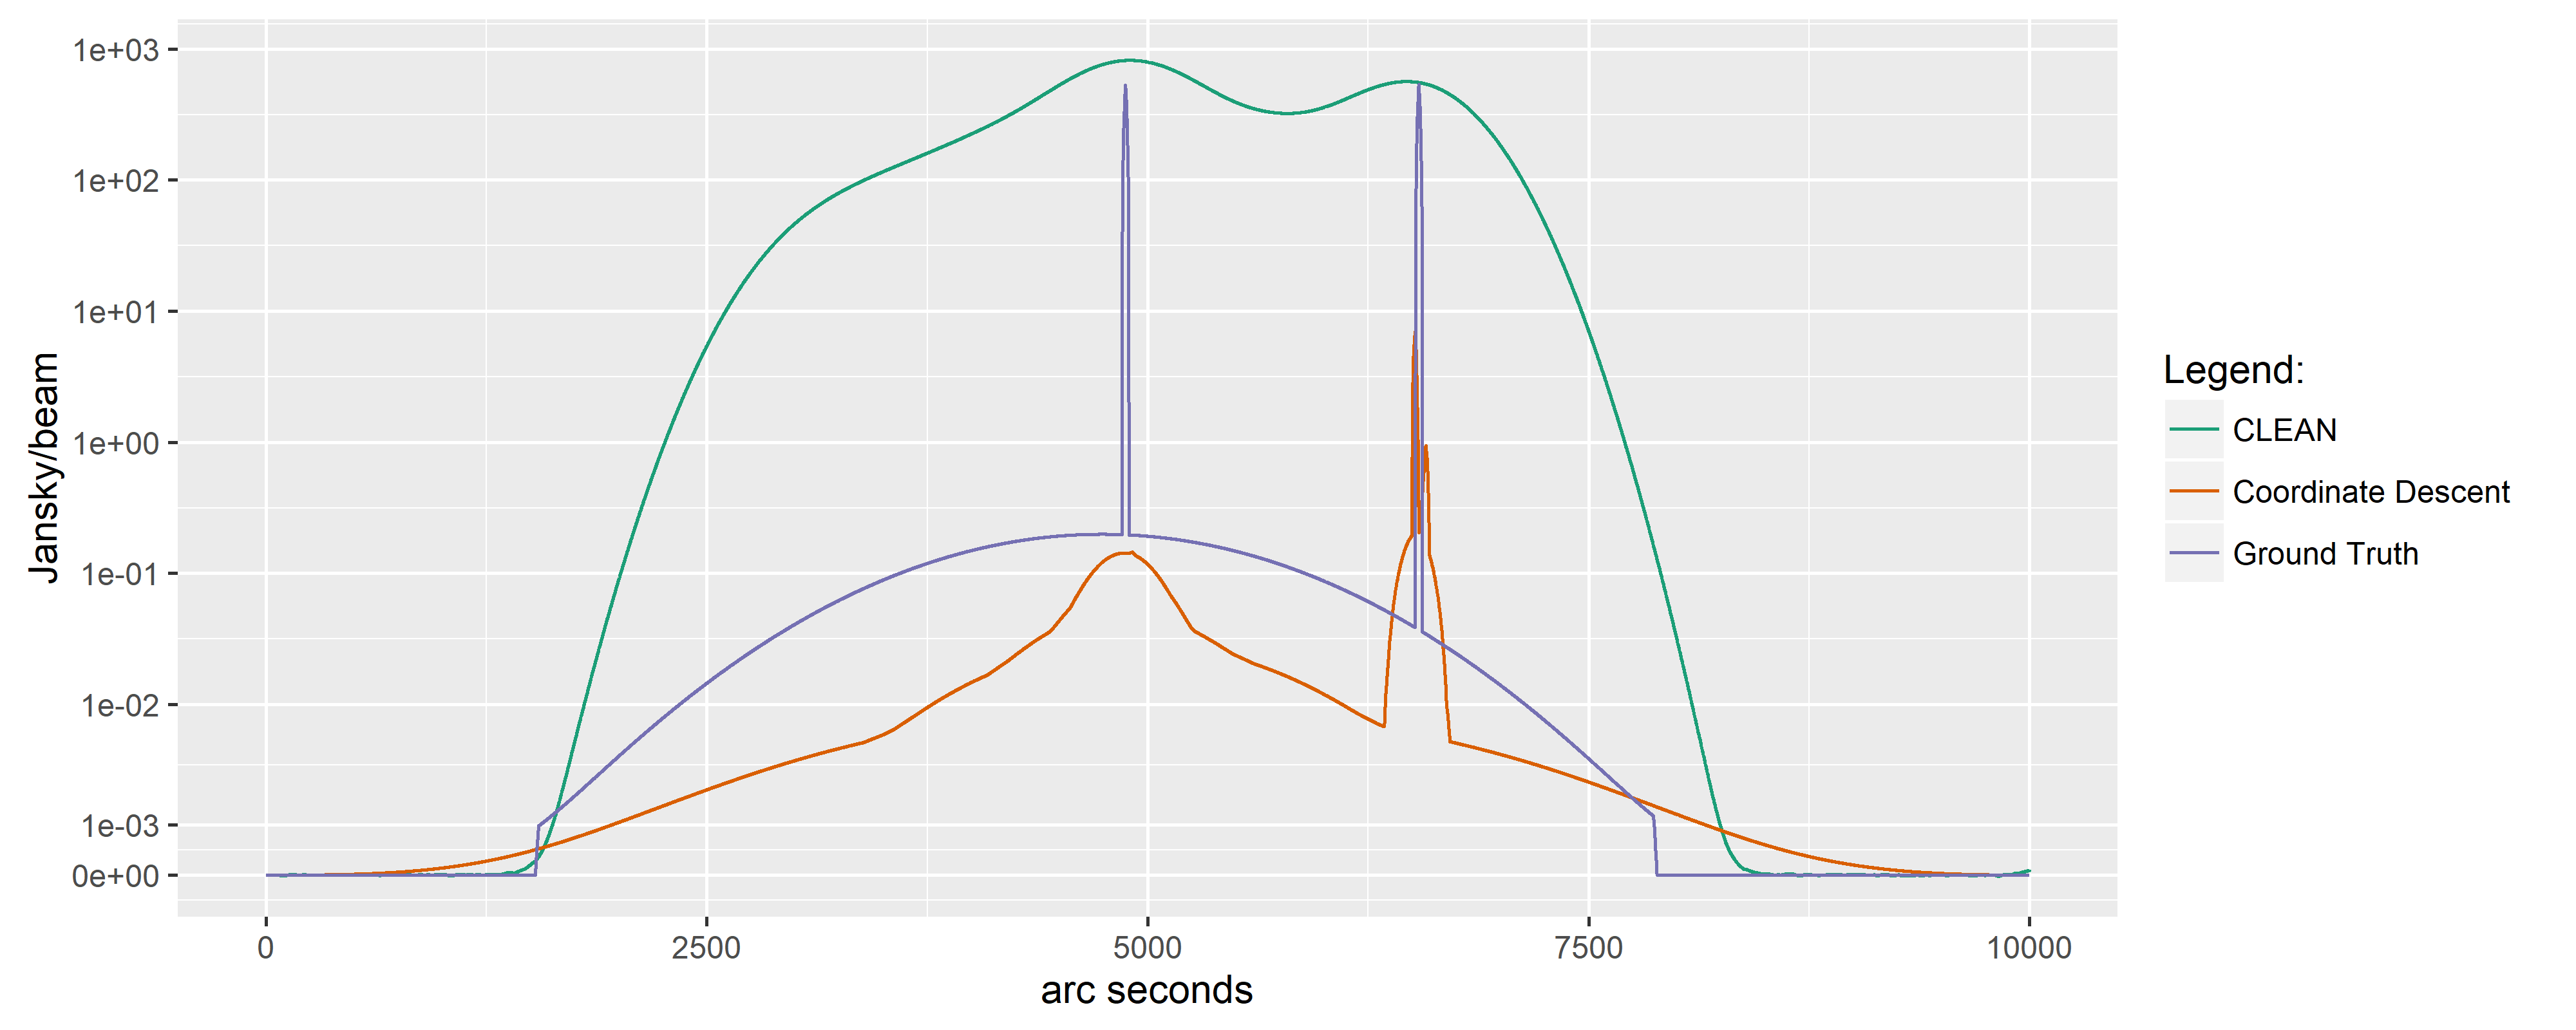 1e+03
1e+02
1e+01
1e+00
1e-01
1e-02
1e-03
0e+00
Jansky/beam
0
2500
5000
7500
10000
arc seconds
Legend:
CLEAN
Coordinate Descent
Ground Truth